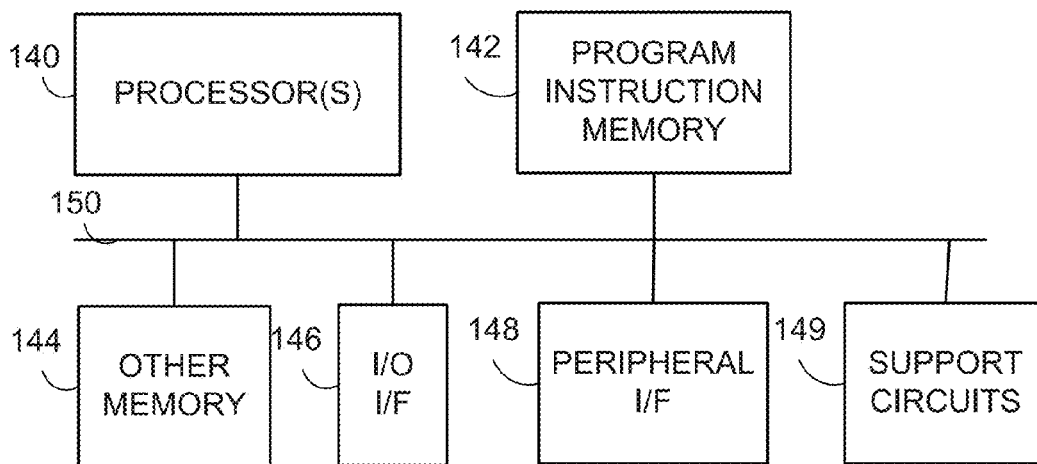 140
PROCESSOR(S)
142
PROGRAM
INSTRUCTION
MEMORY
150
144
OTHER
MEMORY
146
I/O
I/F
148
PERIPHERAL
I/F
149
SUPPORT
CIRCUITS